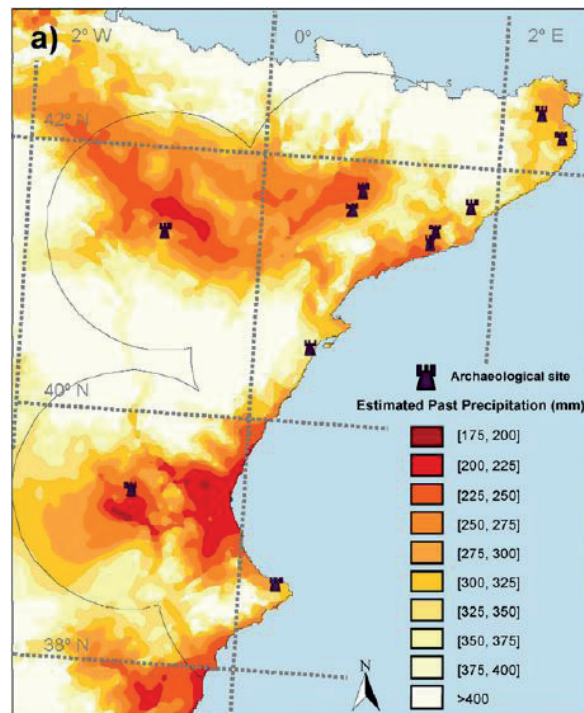 a)
2° W
0°
2° E
42° N
40° N
38° N
Archaeological site
Estimated Past Precipitation (mm)
[175, 200]
[200, 225]
[225, 250]
[250, 275]
[275, 300]
[300, 325]
[325, 350]
[350, 375]
[375, 400]
>400
N